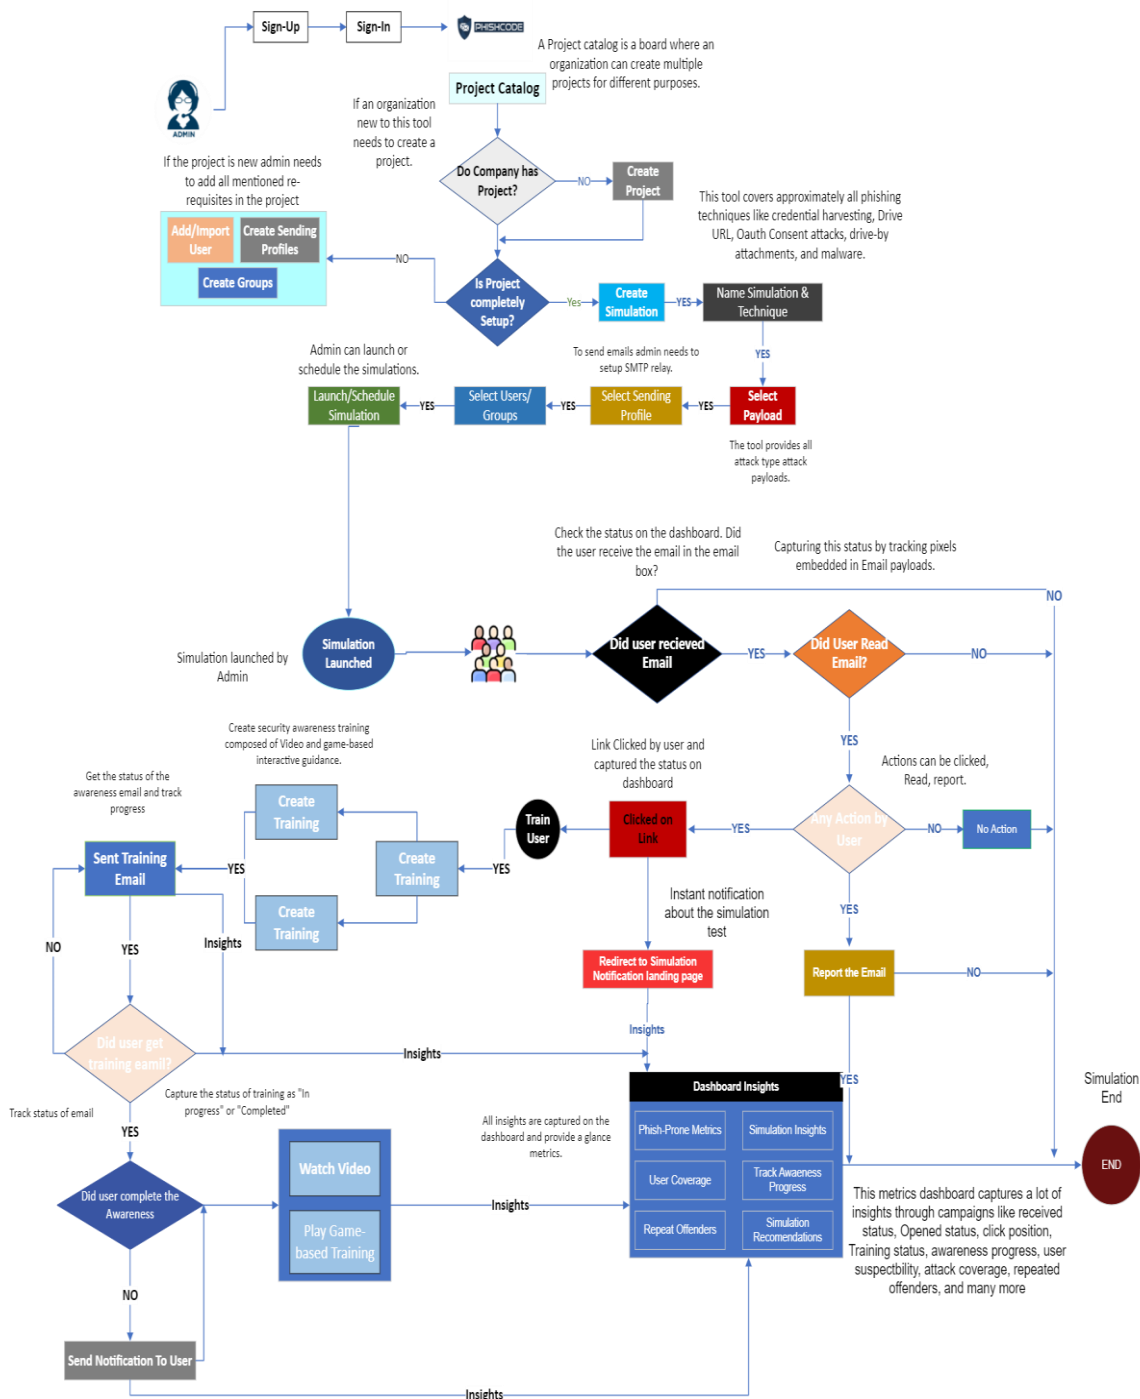 Sign-Up
Sign-In
PHISHCODE
ADMIN
A Project catalog is a board where an
organization can create multiple
projects for different purposes.
Project Catalog
If an organization
new to this tool
needs to create a
project.
Do Company has
Project?
NO
Create
Project
If the project is new admin needs
to add all mentioned re-
requisites in the project
Add/Import
User
Create Sending
Profiles
Create Groups
NO
This tool covers approximately all phishing
techniques like credential harvesting, Drive
URL, Oauth Consent attacks, drive-by
attachments, and malware.
Is Project
completely
Setup?
Yes
Create
Simulation
YES
Name Simulation &
Technique
YES
Admin can launch or
schedule the simulations.
To send emails admin needs to
setup SMTP relay.
Launch/Schedule
Simulation
YES
Select Users/
Groups
YES
Select Sending
Profile
YES
Select
Payload
The tool provides all
attack type attack
payloads.
Check the status on the dashboard. Did
the user receive the email in the email
box?
Capturing this status by tracking pixels
embedded in Email payloads.
NO
Simulation launched by
Admin
Simulation
Launched
Did user recieved
Email
YES
Did User Read
Email?
NO
YES
Create security awareness training
composed of Video and game-based
interactive guidance.
Link Clicked by user and
captured the status on
dashboard
Actions can be clicked,
Read, report.
Get the status of the
awareness email and track
progress
Create
Training
Train
User
Clicked on
Link
YES
Any Action by
User
NO
No Action
Sent Training
Email
YES
Create
Training
YES
Create
Training
Instant notification
about the simulation
test
YES
NO
YES
Insights
Redirect to Simulation
Notification landing page
Report the Email
NO
Insights
Did user get
training eamil?
Insights
YES
Track status of email
Capture the status of training as "In
progress" or "Completed"
YES
Dashboard Insights
Phish-Prone Metrics
Simulation Insights
User Coverage
Track Awaeness
Progress
Repeat Offenders
Simulation
Recomendations
Simulation
End
END
All insights are captured on the
dashboard and provide a glance
metrics.
Did user complete the
Awareness
Watch Video
Play Game-
based Training
Insights
This metrics dashboard captures a lot of
insights through campaigns like received
status, Opened status, click position,
Training status, awareness progress, user
suspectbility, attack coverage, repeated
offenders, and many more
NO
Send Notification To User
Insights